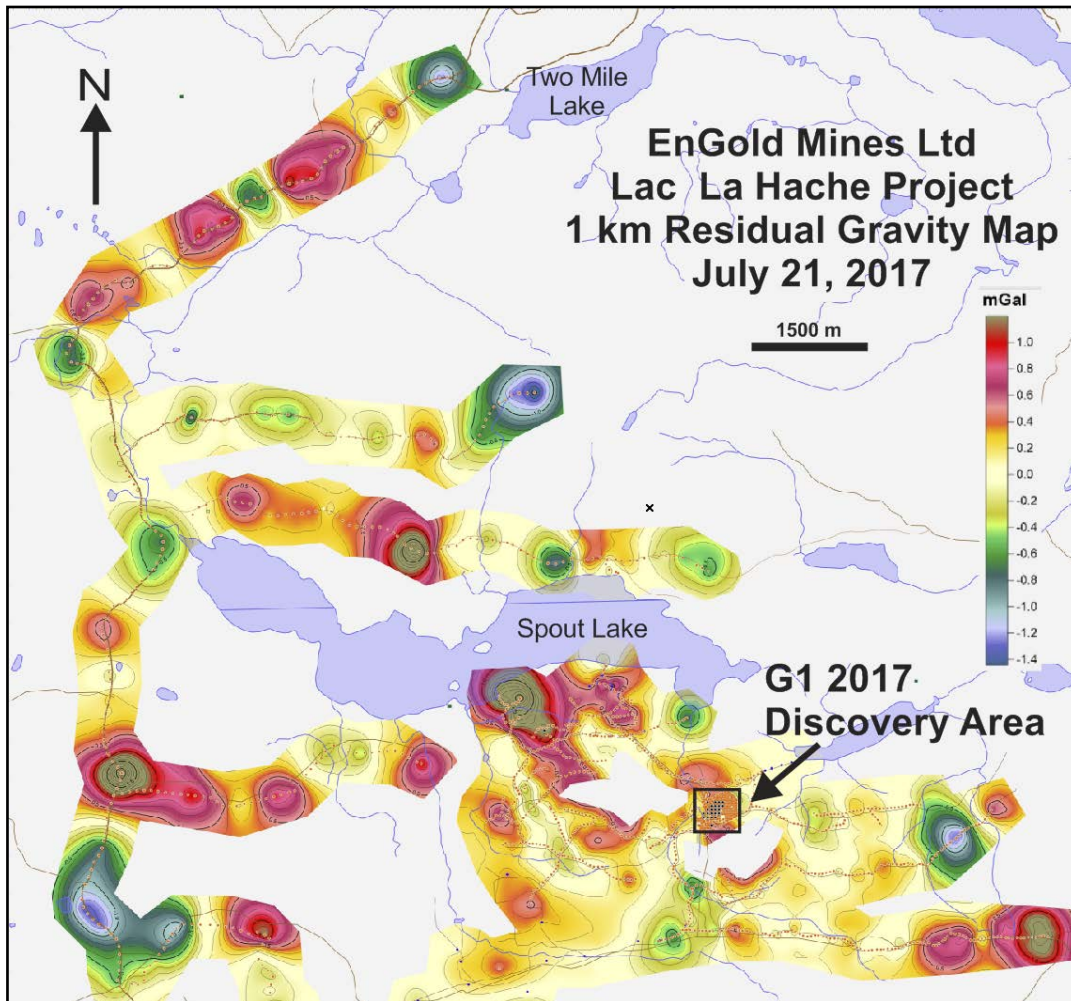 N
Two Mile
Lake
EnGold Mines Ltd
Lac La Hache Project
1 km Residual Gravity Map
July 21, 2017
mGal
1500 m
1.0
0.8
0.6
0.4
0.2
0.0
-0.2
-0.4
-0.6
-0.8
-1.0
-1.2
-1.4
Spout Lake
G1 2017
Discovery Area